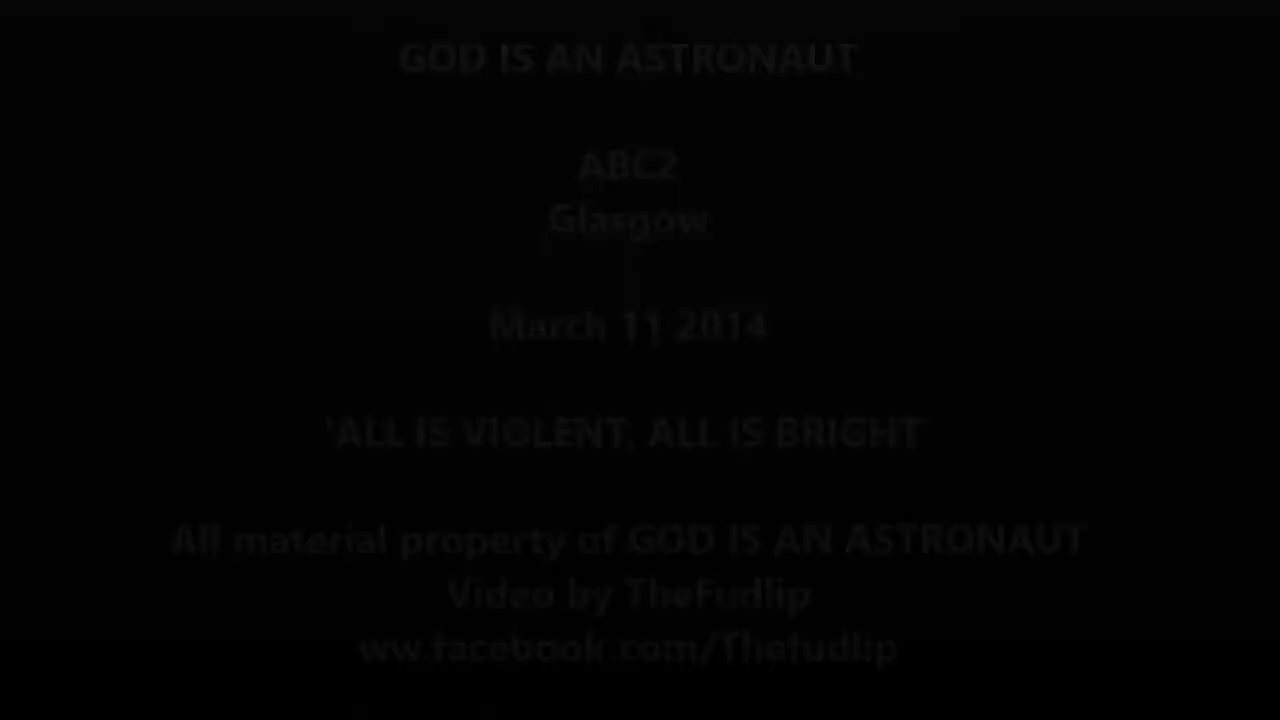 GOD IS AN ASTRONAUT
ABC2
Glasgow
March 11 2014
'ALL IS VIOLENT, ALL IS BRIGHT'
All material property of GOD IS AN ASTRONAUT
Video by TheFudlip
ww.facebook.com/Thefudlip